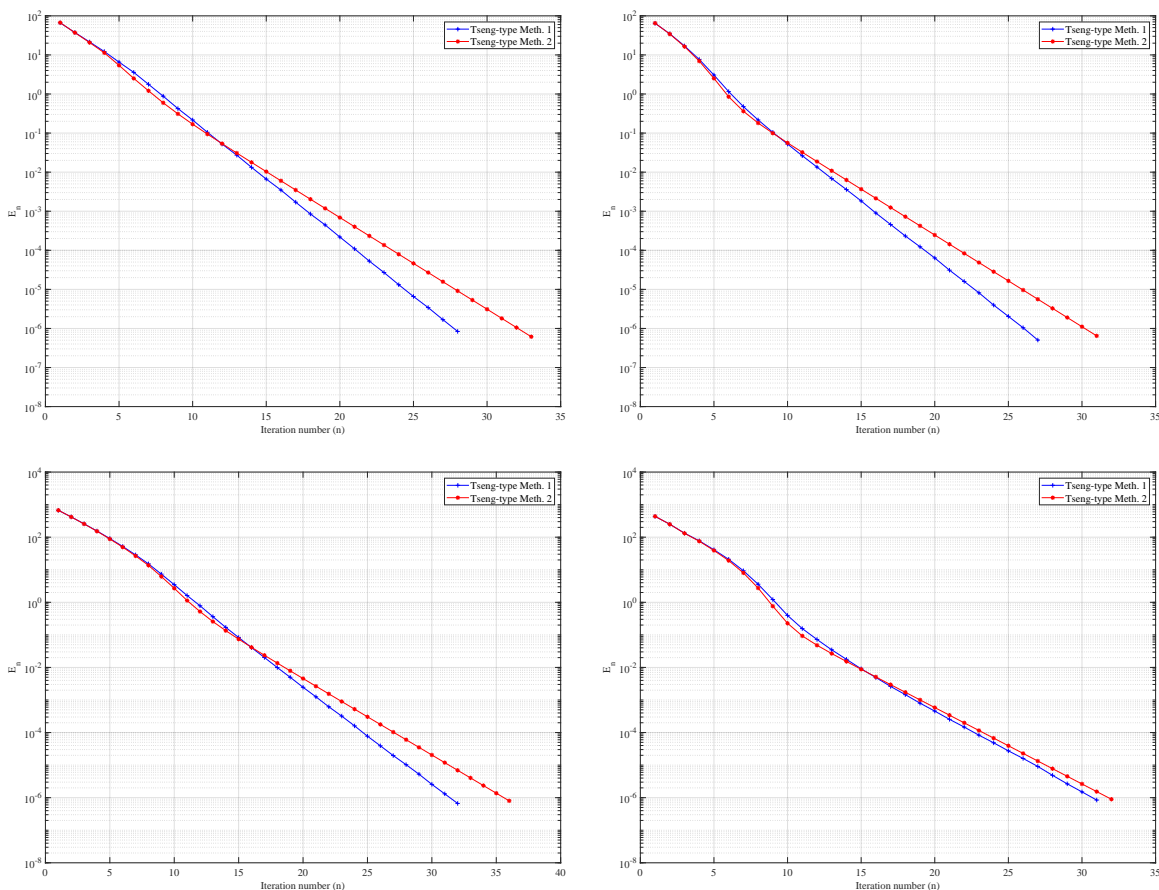 10^2
10^1
10^0
10^-1
10^-2
10^-3
10^-4
10^-5
10^-6
10^-7
10^-8
E_n
0 5 10 15 20 25 30 35
Iteration number (n)
Tseng-type Meth. 1
Tseng-type Meth. 2
10^2
10^1
10^0
10^-1
10^-2
10^-3
10^-4
10^-5
10^-6
10^-7
10^-8
E_n
0 5 10 15 20 25 30 35
Iteration number (n)
Tseng-type Meth. 1
Tseng-type Meth. 2
10^4
10^2
10^0
10^-2
10^-4
10^-6
10^-8
E_n
0 5 10 15 20 25 30 35 40
Iteration number (n)
Tseng-type Meth. 1
Tseng-type Meth. 2
10^4
10^2
10^0
10^-2
10^-4
10^-6
10^-8
E_n
0 5 10 15 20 25 30 35
Iteration number (n)
Tseng-type Meth. 1
Tseng-type Meth. 2